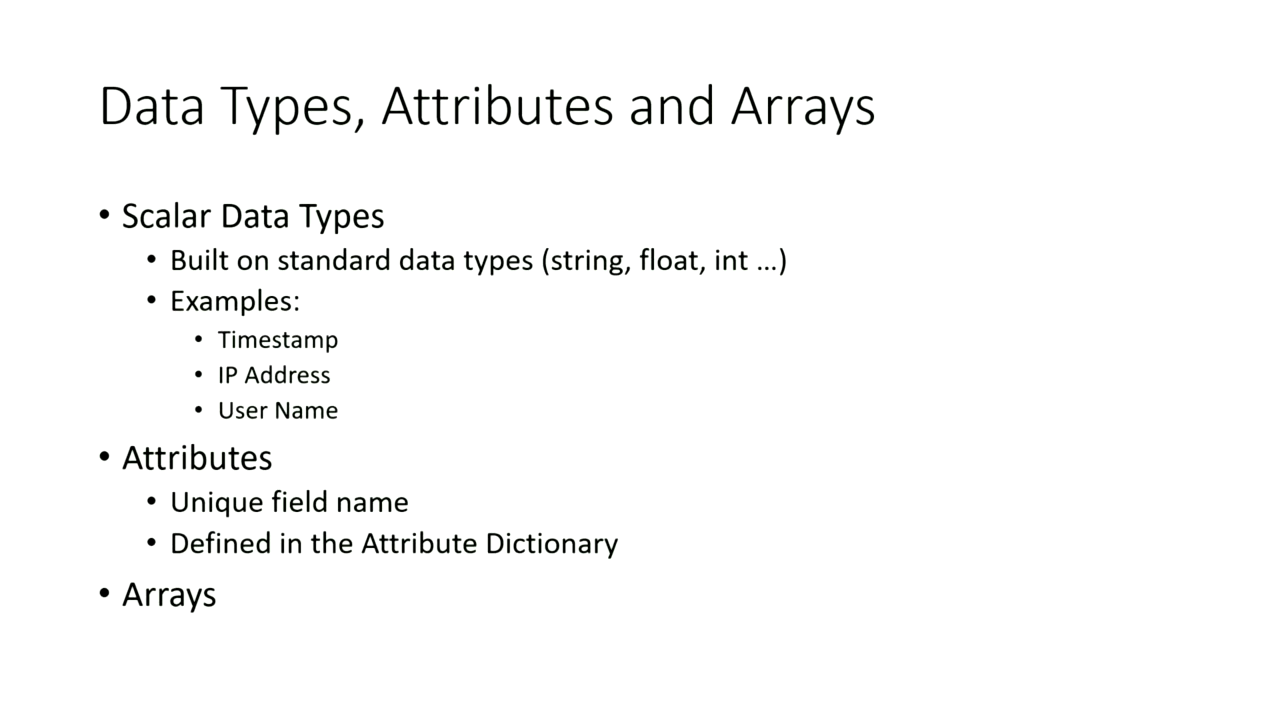 Data Types, Attributes and Arrays
• Scalar Data Types
• Built on standard data types (string, float, int …)
• Examples:
• Timestamp
• IP Address
• User Name
• Attributes
• Unique field name
• Defined in the Attribute Dictionary
• Arrays